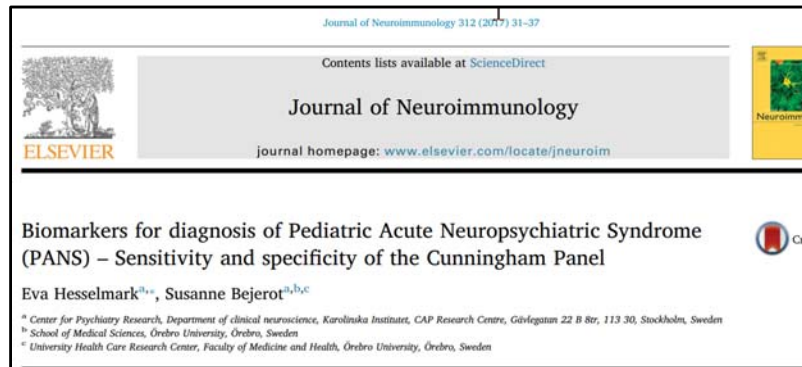 Journal of Neuroimmunology 312 (2017) 31–37
Contents lists available at ScienceDirect
Journal of Neuroimmunology
journal homepage: www.elsevier.com/locate/jneuroim
ELSEVIER
Neuroimm
Biomarkers for diagnosis of Pediatric Acute Neuropsychiatric Syndrome
(PANS) – Sensitivity and specificity of the Cunningham Panel
Eva Hesselmarkᵃ,⁎, Susanne Bejerotᵃ,ᵇ,ᶜ
ᵃ Center for Psychiatry Research, Department of clinical neuroscience, Karolinska Institutet, CAP Research Centre, Gävlegatan 22 B 8tr, 113 30, Stockholm, Sweden
ᵇ School of Medical Sciences, Örebro University, Örebro, Sweden
ᶜ University Health Care Research Center, Faculty of Medicine and Health, Örebro University, Örebro, Sweden